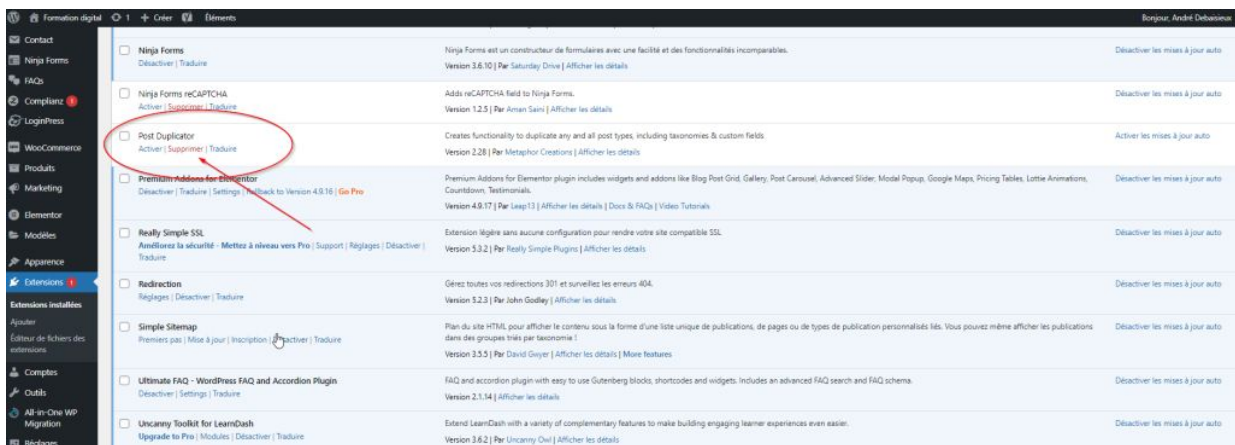 Formation digital 1 Créer Éléments Bonjour, André Debaisieux
Contact
Ninja Forms
FAQs
Complianz 1
LoginPress
WooCommerce
Produits
Marketing
Elementor
Modèles
Apparence
Extensions 1
Extensions installées
Ajouter
Éditeur de fichiers des
extensions
Comptes
Outils
All-in-One WP
Migration
Réglages
Ninja Forms
Désactiver | Traduire
Ninja Forms est un constructeur de formulaires avec une facilité et des fonctionnalités incomparables.
Version 3.6.10 | Par Saturday Drive | Afficher les détails
Désactiver les mises à jour auto
Ninja Forms reCAPTCHA
Activer | Supprimer | Traduire
Adds reCAPTCHA field to Ninja Forms.
Version 1.2.5 | Par Aman Saini | Afficher les détails
Désactiver les mises à jour auto
Post Duplicator
Activer | Supprimer | Traduire
Creates functionality to duplicate any and all post types, including taxonomies & custom fields
Version 2.28 | Par Metaphor Creations | Afficher les détails
Activer les mises à jour auto
Premium Addons for Elementor
Désactiver | Traduire | Settings | Rollback to Version 4.9.16 | Go Pro
Premium Addons for Elementor plugin includes widgets and addons like Blog Post Grid, Gallery, Post Carousel, Advanced Slider, Modal Popup, Google Maps, Pricing Tables, Lottie Animations,
Countdown, Testimonials.
Version 4.9.17 | Par Leap13 | Afficher les détails | Docs & FAQs | Video Tutorials
Désactiver les mises à jour auto
Really Simple SSL
Améliorez la sécurité - Mettez à niveau vers Pro | Support | Réglages | Désactiver |
Traduire
Extension légère sans aucune configuration pour rendre votre site compatible SSL
Version 5.3.2 | Par Really Simple Plugins | Afficher les détails
Désactiver les mises à jour auto
Redirection
Réglages | Désactiver | Traduire
Gérez toutes vos redirections 301 et surveillez les erreurs 404.
Version 5.2.3 | Par John Godley | Afficher les détails
Désactiver les mises à jour auto
Simple Sitemap
Premiers pas | Mise à jour | Inscription | Désactiver | Traduire
Plan du site HTML pour afficher le contenu sous la forme d'une liste unique de publications, de pages ou de types de publication personnalisés liés. Vous pouvez même afficher les publications
dans des groupes triés par taxonomie !
Version 3.5.5 | Par David Gwyer | Afficher les détails | More features
Désactiver les mises à jour auto
Ultimate FAQ - WordPress FAQ and Accordion Plugin
Désactiver | Settings | Traduire
FAQ and accordion plugin with easy to use Gutenberg blocks, shortcodes and widgets. Includes an advanced FAQ search and FAQ schema.
Version 2.1.14 | Afficher les détails
Désactiver les mises à jour auto
Uncanny Toolkit for LearnDash
Upgrade to Pro | Modules | Désactiver | Traduire
Extend LearnDash with a variety of complementary features to make building engaging learner experiences even easier.
Version 3.6.2 | Par Uncanny Owl | Afficher les détails
Désactiver les mises à jour auto